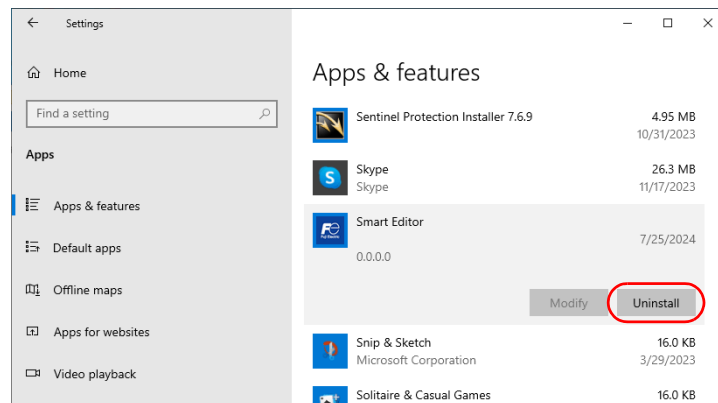 Settings
Home
Apps & features
Find a setting
Sentinel Protection Installer 7.6.9
4.95 MB
10/31/2023
Apps
Skype
26.3 MB
Skype
11/17/2023
Apps & features
Smart Editor
7/25/2024
0.0.0.0
Default apps
Offline maps
Modify
Uninstall
Apps for websites
Snip & Sketch
16.0 KB
Microsoft Corporation
3/29/2023
Video playback
Solitaire & Casual Games
16.0 KB